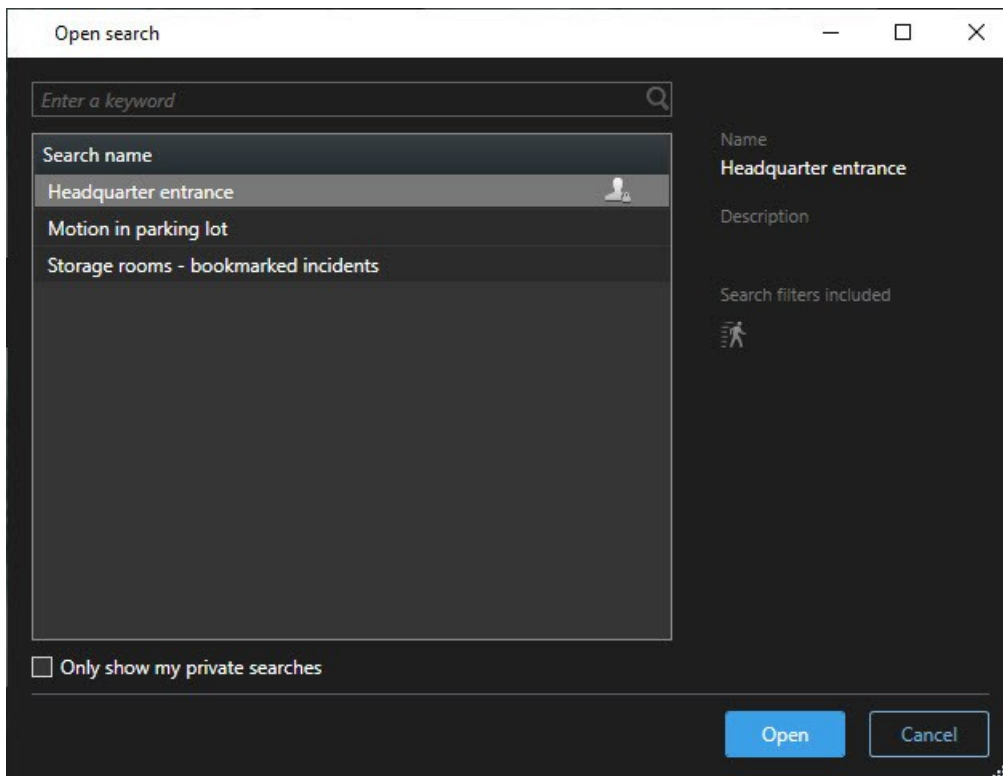 Open search
Enter a keyword
Search name
Headquarter entrance
Motion in parking lot
Storage rooms - bookmarked incidents
Only show my private searches
Name
Headquarter entrance
Description
Search filters included
Open
Cancel